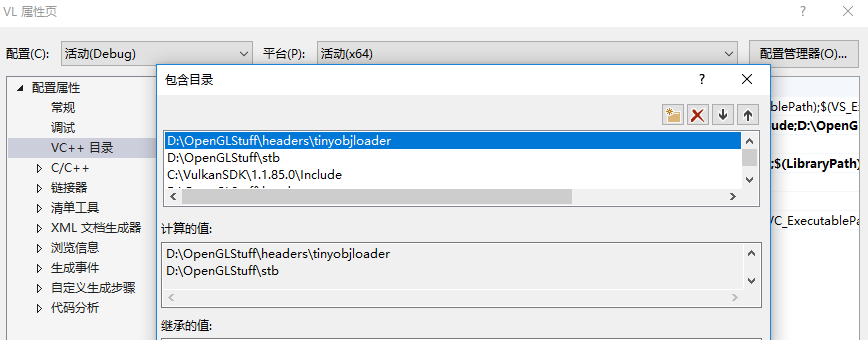 VL 属性页
配置(C): 活动(Debug) 平台(P): 活动(x64) 配置管理器(O)...
配置属性
常规
调试
VC++ 目录
C/C++
链接器
清单工具
XML 文档生成器
浏览信息
生成事件
自定义生成步骤
代码分析
包含目录
D:\OpenGLStuff\headers\tinyobjloader
D:\OpenGLStuff\stb
C:\VulkanSDK\1.1.85.0\Include
计算的值:
D:\OpenGLStuff\headers\tinyobjloader
D:\OpenGLStuff\stb
继承的值:
ablePath);$(VS_Ex
lude;D:\OpenG
;$(LibraryPath)
VC_ExecutablePa